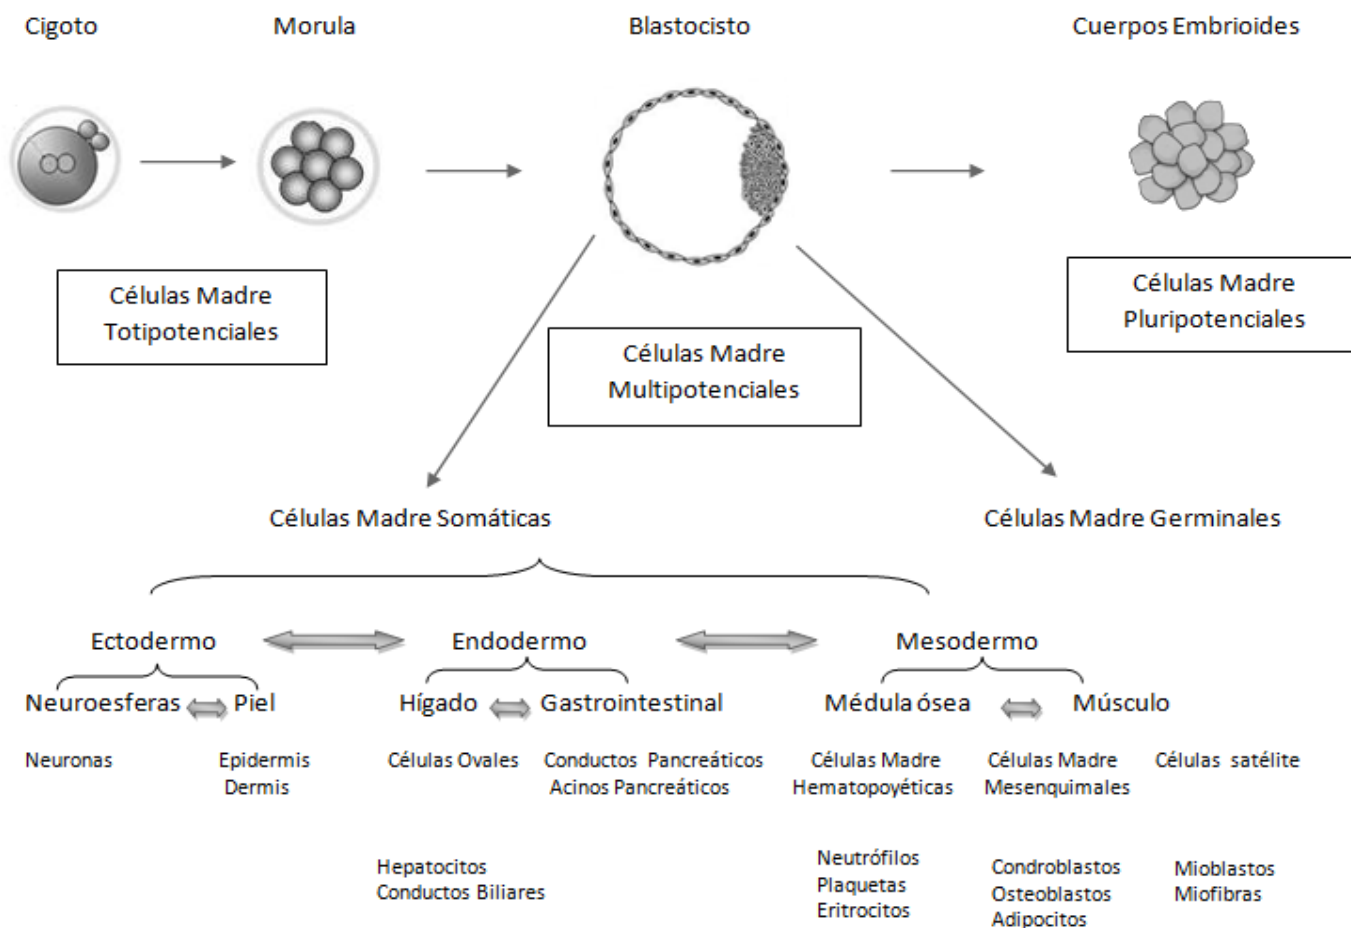 Cigoto
Morula
Blastocisto
Cuerpos Embrioides
Células Madre
Totipotenciales
Células Madre
Multipotenciales
Células Madre
Pluripotenciales
Células Madre Somáticas
Células Madre Germinales
Ectodermo
Endodermo
Mesodermo
Neuroesferas
Piel
Hígado
Gastrointestinal
Médula ósea
Músculo
Neuronas
Epidermis
Dermis
Células Ovales
Conductos Pancreáticos
Acinos Pancreáticos
Células Madre
Hematopoyéticas
Células Madre
Mesenquimales
Células satélite
Hepatocitos
Conductos Biliares
Neutrófilos
Plaquetas
Eritrocitos
Condroblastos
Osteoblastos
Adipocitos
Mioblastos
Miofibras